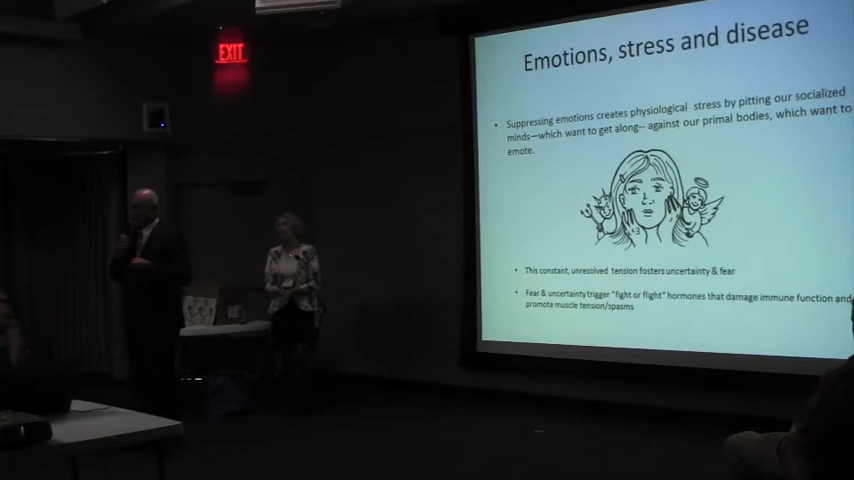 EXIT
Emotions, stress and disease
• Suppressing emotions creates physiological stress by pitting our socialized
minds—which want to get along-- against our primal bodies, which want to
emote.
• This constant, unresolved tension fosters uncertainty & fear
• Fear & uncertainty trigger "fight or flight" hormones that damage immune function and
promote muscle tension/spasms